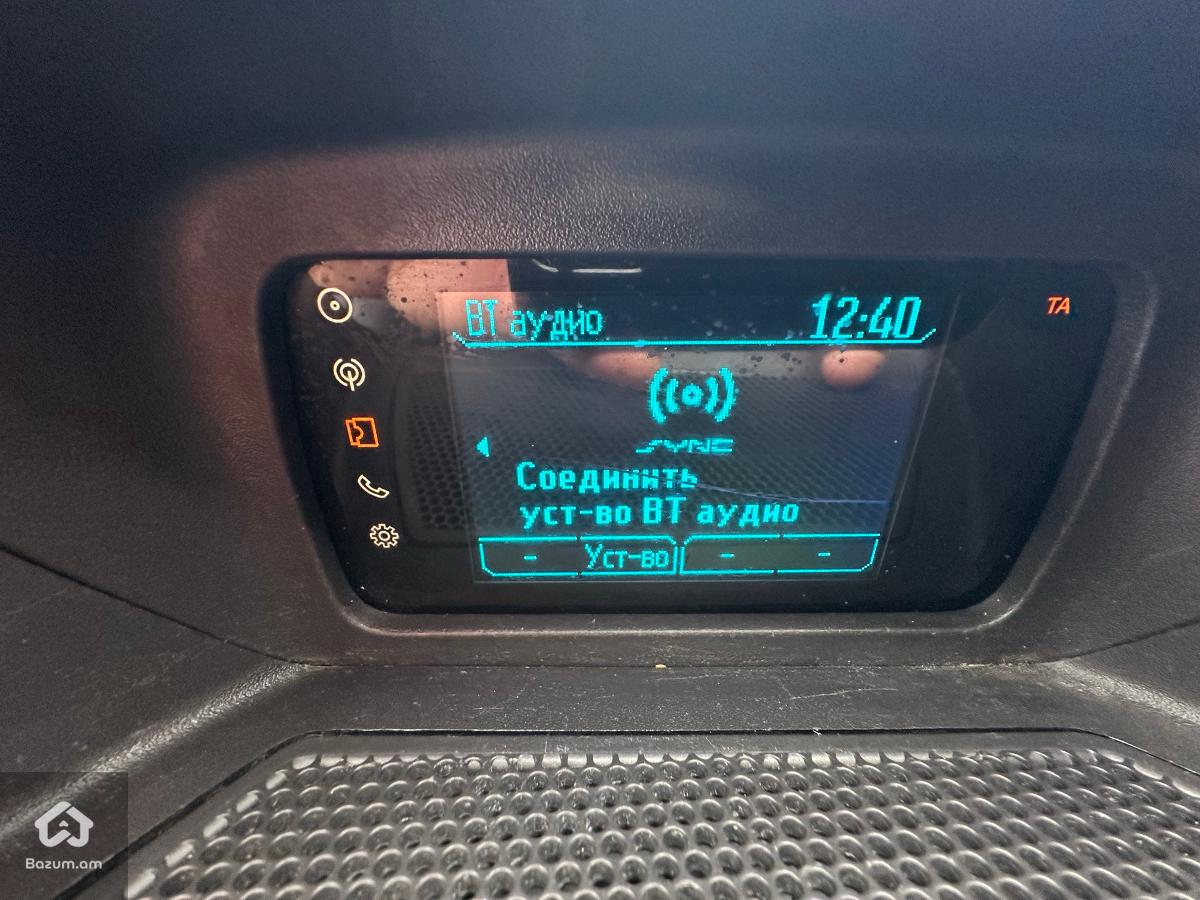 BT аудио 12:40
TA
SYNC
Соединить
уст-во BT аудио
- Уст-во - -
Bazum.am